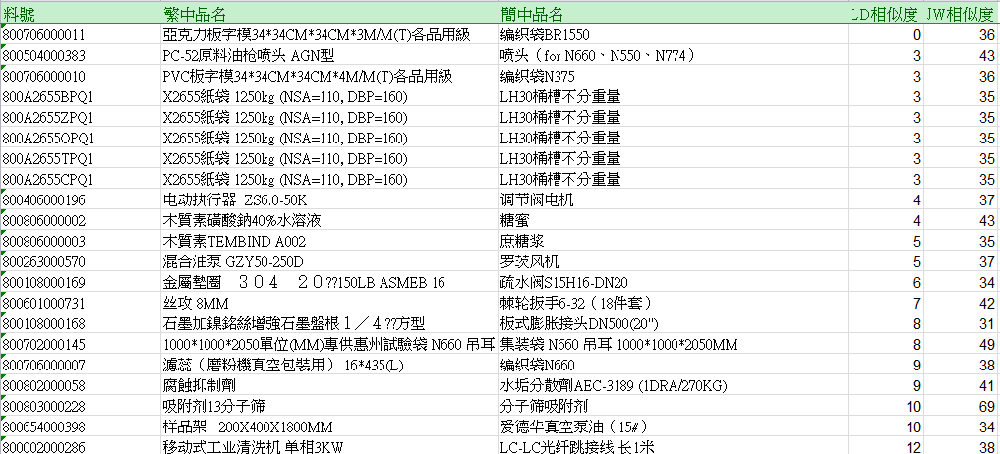 料號 繁中品名 簡中品名 LD相似度 JW相似度
800706000011 亞克力板字模34*34CM*34CM*3M/M(T)各品用級 编织袋BR1550 0 36
800504000383 PC-52原料油枪喷头 AGN型 喷头（for N660、N550、N774） 3 43
800706000010 PVC板字模34*34CM*34CM*4M/M(T)各品用級 编织袋N375 3 36
800A2655BPQ1 X2655紙袋 1250kg (NSA=110, DBP=160) LH30桶槽不分重量 3 35
800A2655ZPQ1 X2655紙袋 1250kg (NSA=110, DBP=160) LH30桶槽不分重量 3 35
800A2655OPQ1 X2655紙袋 1250kg (NSA=110, DBP=160) LH30桶槽不分重量 3 35
800A2655TPQ1 X2655紙袋 1250kg (NSA=110, DBP=160) LH30桶槽不分重量 3 35
800A2655CPQ1 X2655紙袋 1250kg (NSA=110, DBP=160) LH30桶槽不分重量 3 35
800406000196 电动执行器 ZS6.0-50K 调节阀电机 4 37
800806000002 木質素磺酸鈉40%水溶液 糖蜜 4 43
800806000003 木質素TEMBIND A002 庶糖浆 5 35
800263000570 混合油泵 GZY50-250D 罗茨风机 5 37
800108000169 金屬墊圈　３０４　２０??150LB ASMEB 16 疏水阀S15H16-DN20 6 34
800601000731 丝攻 8MM 棘轮扳手6-32（18件套） 7 42
800108000168 石墨加鎳鉻絲增強石墨盤根１／４??方型 板式膨胀接头DN500(20") 8 31
800702000145 1000*1000*2050單位(MM)專供惠州試驗袋 N660 吊耳 集装袋 N660 吊耳 1000*1000*2050MM 8 49
800706000007 濾蕊（磨粉機真空包裝用） 16*435(L) 编织袋N660 9 38
800802000058 腐蝕抑制劑 水垢分散劑AEC-3189 (1DRA/270KG) 9 41
800803000228 吸附剂13分子筛 分子筛吸附剂 10 69
800654000398 样品架 200X400X1800MM 爱德华真空泵油（15#） 10 34
800002000286 移动式工业清洗机 单相3KW LC-LC光纤跳接线 长1米 12 38